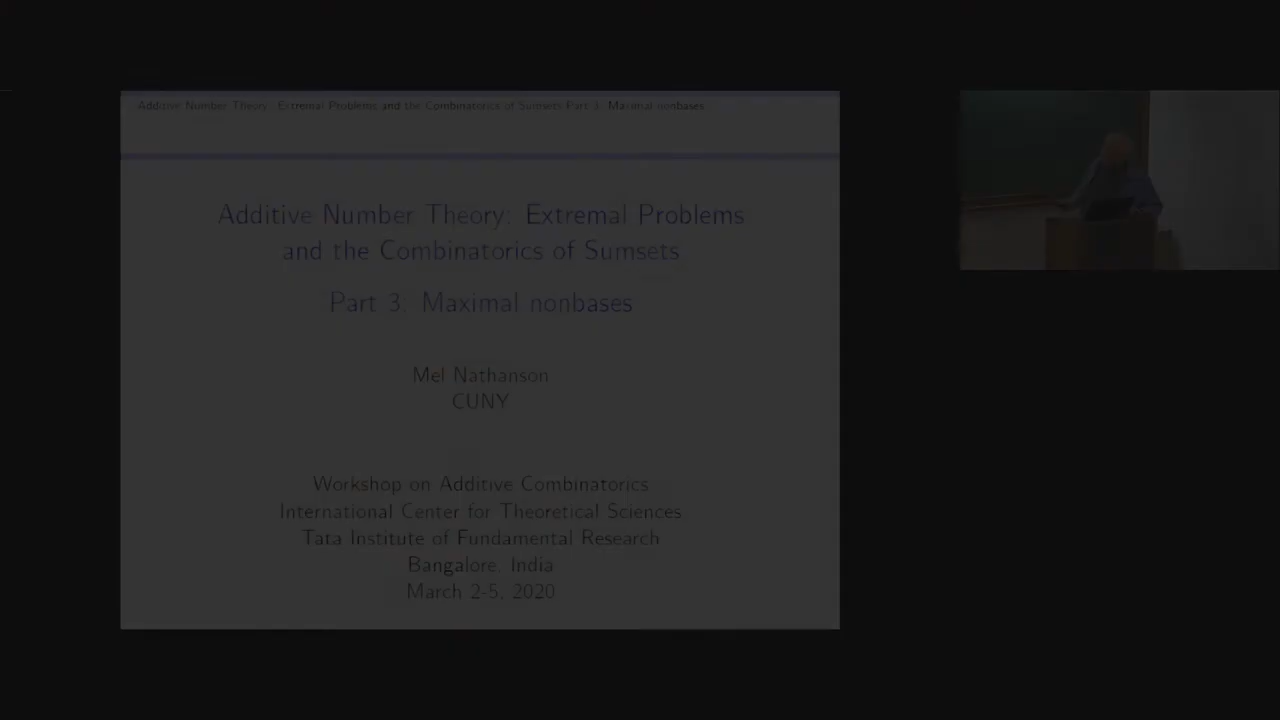 Additive Number Theory: Extremal Problems and the Combinatorics of Sumsets Part 3: Maximal nonbases
Additive Number Theory: Extremal Problems
and the Combinatorics of Sumsets
Part 3: Maximal nonbases
Mel Nathanson
CUNY
Workshop on Additive Combinatorics
International Center for Theoretical Sciences
Tata Institute of Fundamental Research
Bangalore, India
March 2-5, 2020